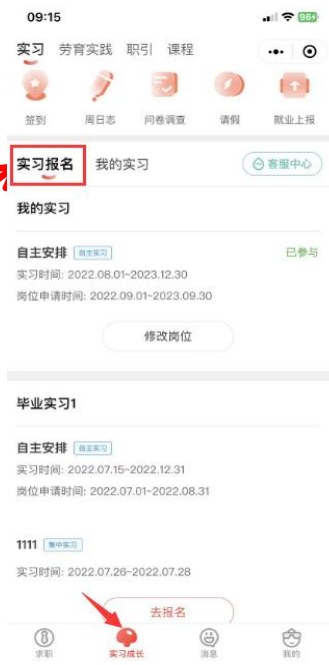 09:15
96
实习 劳育实践 职引 课程
签到 周日志 问卷调查 请假 就业上报
实习报名 我的实习 客服中心
我的实习
自主安排 自主实习 已参与
实习时间: 2022.08.01~2023.12.30
岗位申请时间: 2022.09.01~2023.09.30
修改岗位
毕业实习1
自主安排 自主实习
实习时间: 2022.07.15~2022.12.31
岗位申请时间: 2022.07.01~2022.08.31
1111 集中实习
实习时间: 2022.07.26~2022.07.28
去报名
求职 实习成长 消息 我的